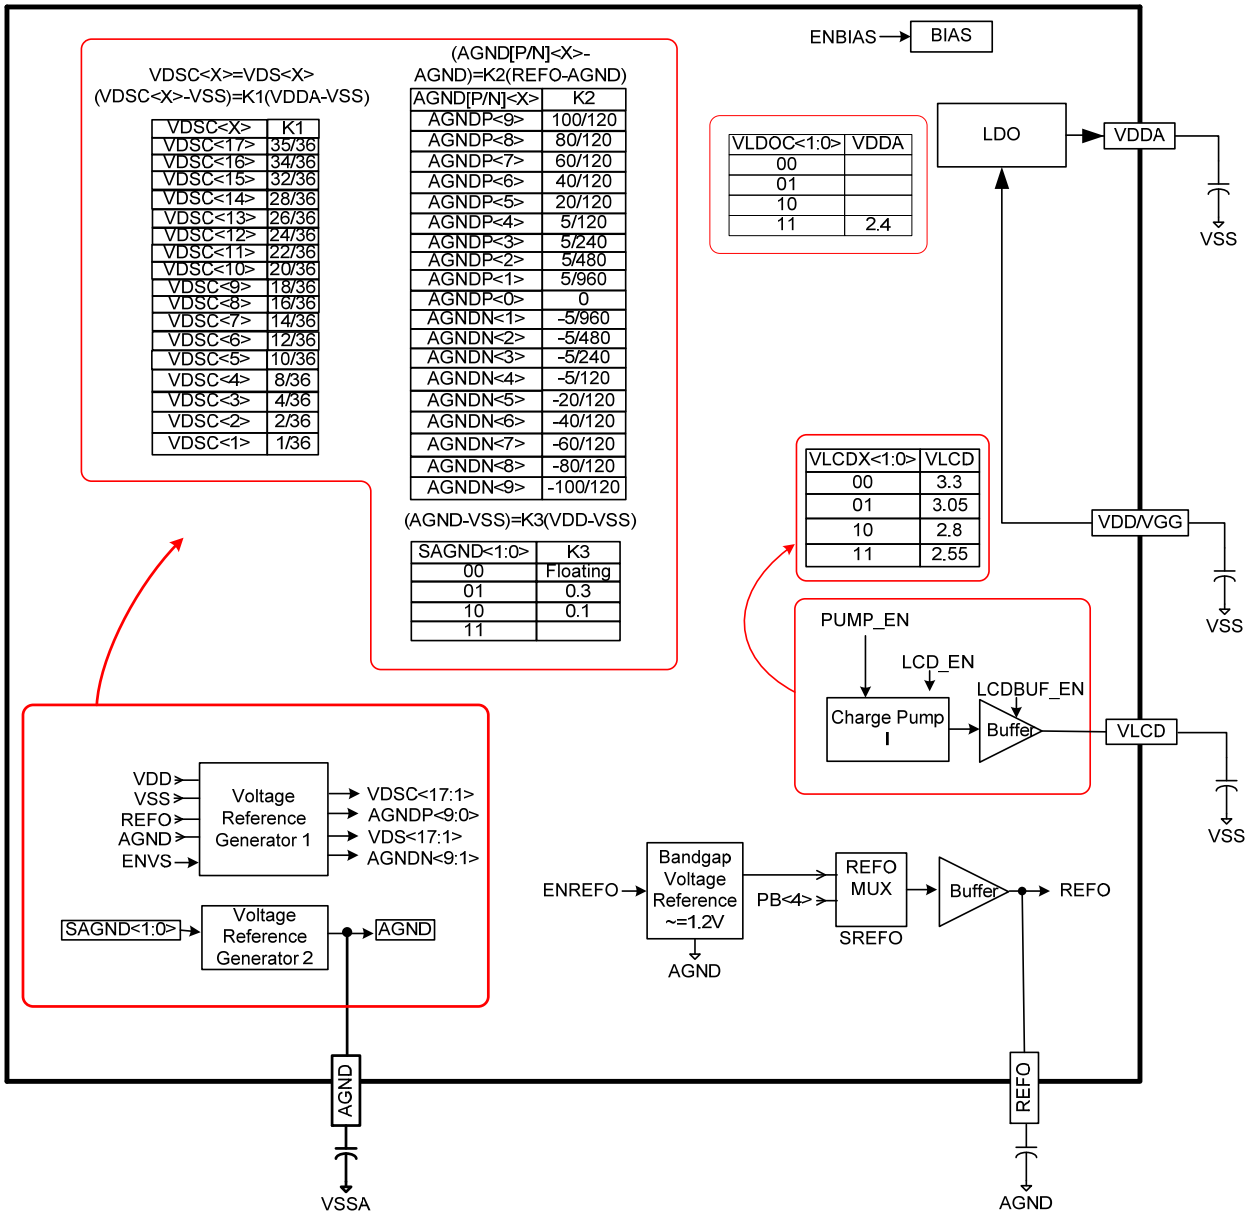 ENBIAS
BIAS
VDSC<X>=VDS<X>
(VDSC<X>-VSS)=K1(VDDA-VSS)
VDSC<X> K1
VDSC<17> 35/36
VDSC<16> 34/36
VDSC<15> 32/36
VDSC<14> 28/36
VDSC<13> 26/36
VDSC<12> 24/36
VDSC<11> 22/36
VDSC<10> 20/36
VDSC<9> 18/36
VDSC<8> 16/36
VDSC<7> 14/36
VDSC<6> 12/36
VDSC<5> 10/36
VDSC<4> 8/36
VDSC<3> 4/36
VDSC<2> 2/36
VDSC<1> 1/36
(AGND[P/N]<X>-
AGND)=K2(REFO-AGND)
AGND[P/N]<X> K2
AGNDP<9> 100/120
AGNDP<8> 80/120
AGNDP<7> 60/120
AGNDP<6> 40/120
AGNDP<5> 20/120
AGNDP<4> 5/120
AGNDP<3> 5/240
AGNDP<2> 5/480
AGNDP<1> 5/960
AGNDP<0> 0
AGNDN<1> -5/960
AGNDN<2> -5/480
AGNDN<3> -5/240
AGNDN<4> -5/120
AGNDN<5> -20/120
AGNDN<6> -40/120
AGNDN<7> -60/120
AGNDN<8> -80/120
AGNDN<9> -100/120
(AGND-VSS)=K3(VDD-VSS)
SAGND<1:0> K3
00 Floating
01 0.3
10 0.1
11
VLDOC<1:0> VDDA
00
01
10
11 2.4
LDO
VDDA
VSS
VLCDX<1:0> VLCD
00 3.3
01 3.05
10 2.8
11 2.55
VDD/VGG
VSS
PUMP_EN
LCD_EN
LCDBUF_EN
Charge Pump
I
Buffer
VLCD
VSS
VDD
VSS
REFO
AGND
ENVS
Voltage
Reference
Generator 1
VDSC<17:1>
AGNDP<9:0>
VDS<17:1>
AGNDN<9:1>
SAGND<1:0>
Voltage
Reference
Generator 2
AGND
ENREFO
Bandgap
Voltage
Reference
~=1.2V
AGND
PB<4>
REFO
MUX
SREFO
Buffer
REFO
AGND
VSSA
REFO
AGND